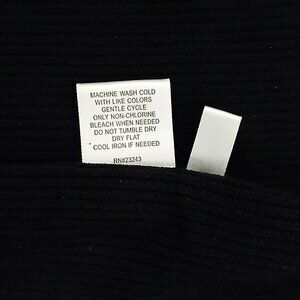 MACHINE WASH COLD
WITH LIKE COLORS
GENTLE CYCLE
ONLY NON-CHLORINE
BLEACH WHEN NEEDED
DO NOT TUMBLE DRY
DRY FLAT
COOL IRON IF NEEDED
RN#23243